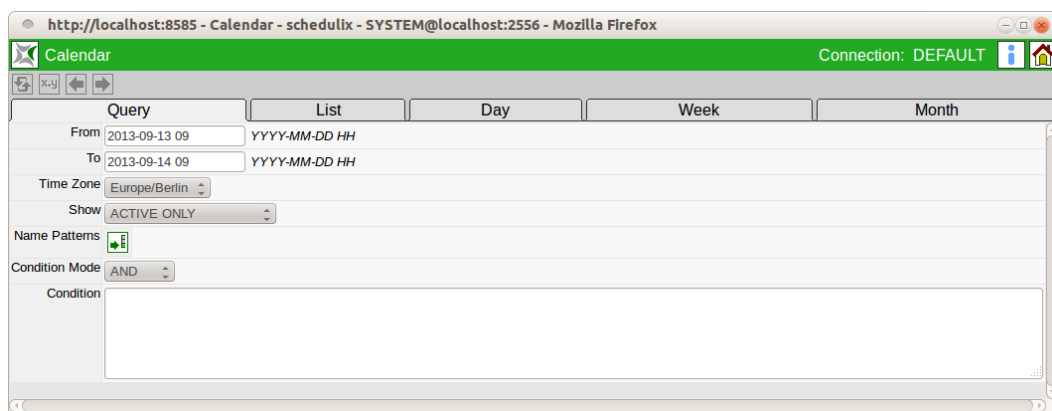 http://localhost:8585 - Calendar - schedulix - SYSTEM@localhost:2556 - Mozilla Firefox
Calendar Connection: DEFAULT
x,y
Query List Day Week Month
From 2013-09-13 09 YYYY-MM-DD HH
To 2013-09-14 09 YYYY-MM-DD HH
Time Zone Europe/Berlin
Show ACTIVE ONLY
Name Patterns
Condition Mode AND
Condition